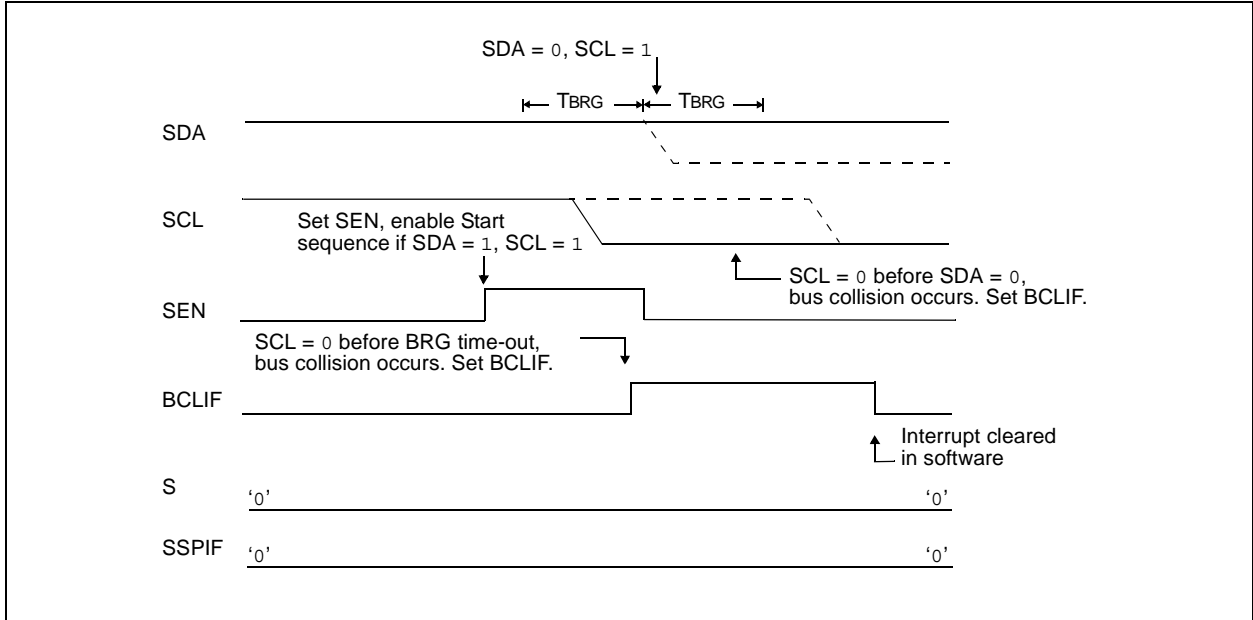 SDA = 0, SCL = 1
TBRG TBRG
SDA
SCL
Set SEN, enable Start
sequence if SDA = 1, SCL = 1
SCL = 0 before SDA = 0,
bus collision occurs. Set BCLIF.
SEN
SCL = 0 before BRG time-out,
bus collision occurs. Set BCLIF.
BCLIF
Interrupt cleared
in software
S
‘0’ ‘0’
SSPIF
‘0’ ‘0’